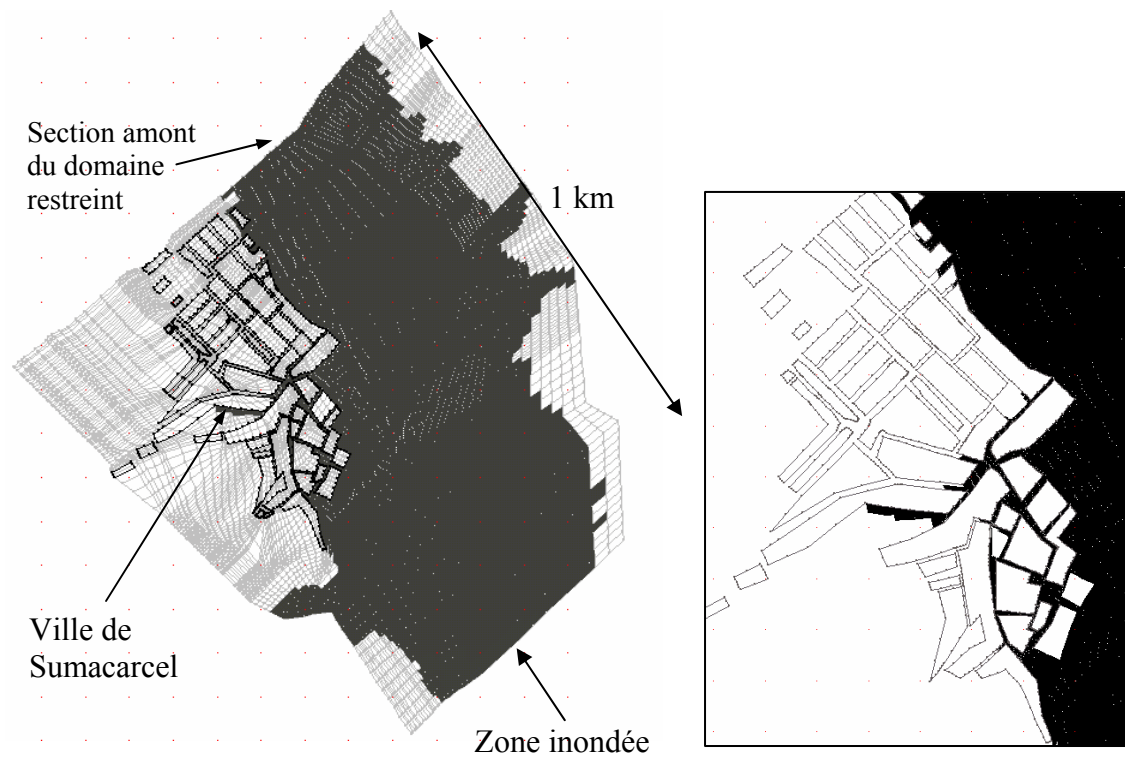 Section amont
du domaine
restreint
1 km
Ville de
Sumacarcel
Zone inondée